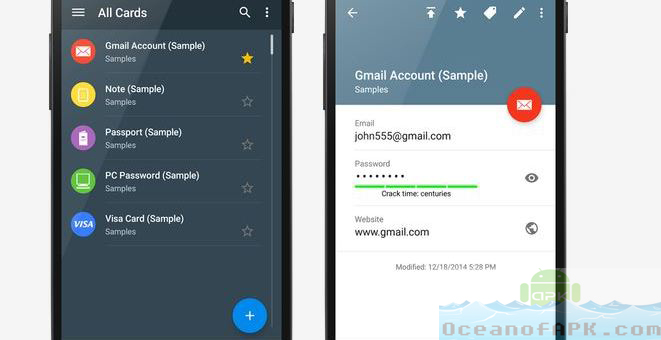 All Cards
Gmail Account (Sample)
Samples
Note (Sample)
Samples
Passport (Sample)
Samples
PC Password (Sample)
Samples
VISA
Visa Card (Sample)
Samples
Gmail Account (Sample)
Samples
Email
john555@gmail.com
Password
••••••••
Crack time: centuries
Website
www.gmail.com
Modified: 12/18/2014 5:28 PM
APK
OceanofAPK.com